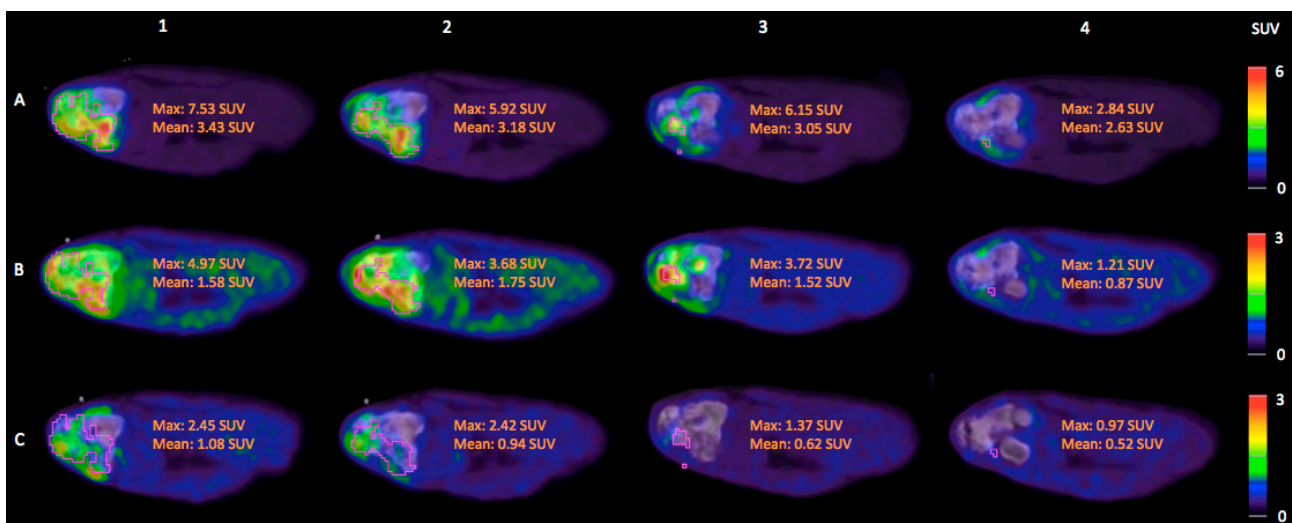 1 2 3 4 SUV
A
Max: 7.53 SUV
Mean: 3.43 SUV
Max: 5.92 SUV
Mean: 3.18 SUV
Max: 6.15 SUV
Mean: 3.05 SUV
Max: 2.84 SUV
Mean: 2.63 SUV
6
0
B
Max: 4.97 SUV
Mean: 1.58 SUV
Max: 3.68 SUV
Mean: 1.75 SUV
Max: 3.72 SUV
Mean: 1.52 SUV
Max: 1.21 SUV
Mean: 0.87 SUV
3
0
C
Max: 2.45 SUV
Mean: 1.08 SUV
Max: 2.42 SUV
Mean: 0.94 SUV
Max: 1.37 SUV
Mean: 0.62 SUV
Max: 0.97 SUV
Mean: 0.52 SUV
3
0